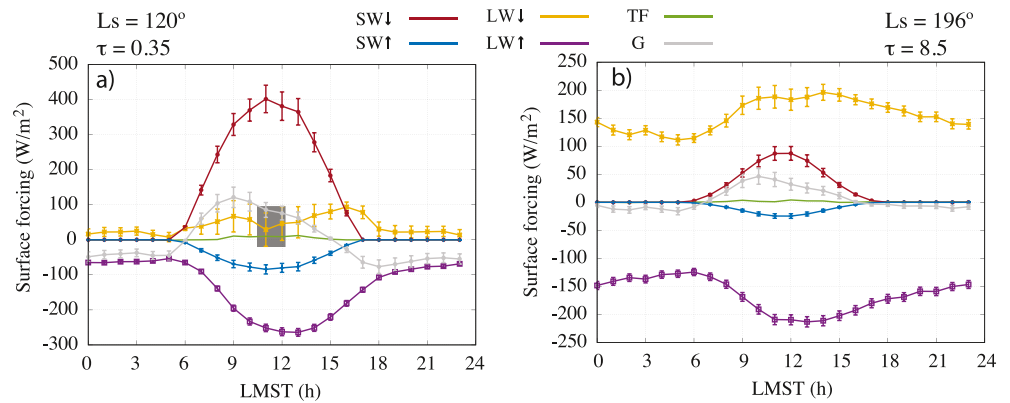 Ls = 120º
τ = 0.35
SW↓ LW↓ TF
SW↑ LW↑ G
Ls = 196º
τ = 8.5
a)
Surface forcing (W/m²)
500
400
300
200
100
0
-100
-200
-300
0 3 6 9 12 15 18 21 24
LMST (h)
b)
Surface forcing (W/m²)
250
200
150
100
50
0
-50
-100
-150
-200
-250
0 3 6 9 12 15 18 21 24
LMST (h)